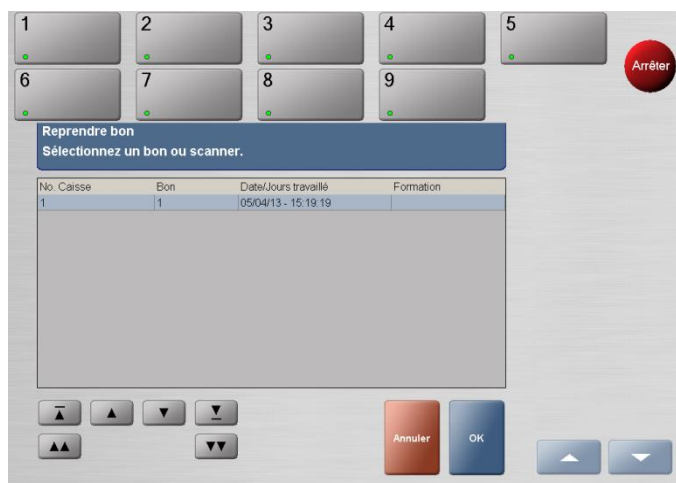 1 2 3 4 5
Arrêter
6 7 8 9
Reprendre bon
Sélectionnez un bon ou scanner.
No. Caisse Bon Date/Jours travaillé Formation
1 1 05/04/13 - 15:19:19
Annuler OK